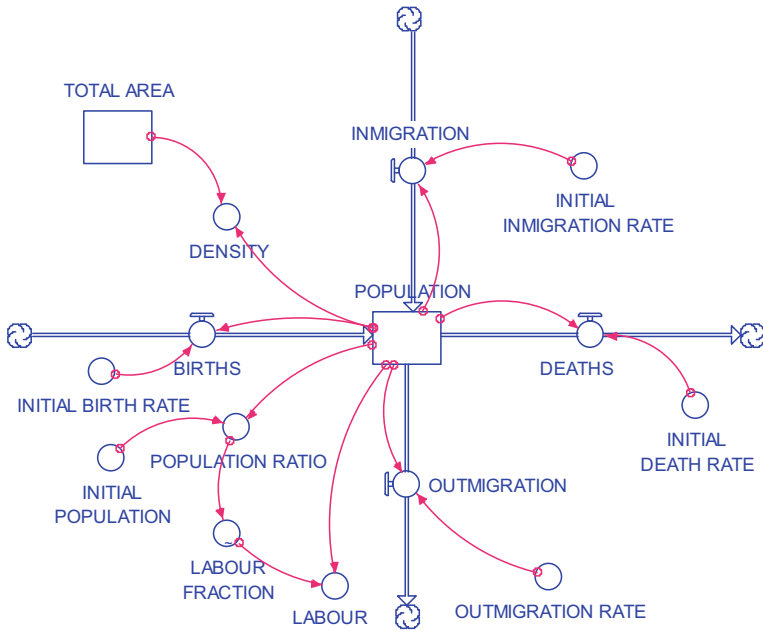 TOTAL AREA
INMIGRATION
INITIAL
INMIGRATION RATE
DENSITY
POPULATION
BIRTHS
DEATHS
INITIAL BIRTH RATE
INITIAL
DEATH RATE
POPULATION RATIO
INITIAL
POPULATION
OUTMIGRATION
~
LABOUR
FRACTION
LABOUR
OUTMIGRATION RATE